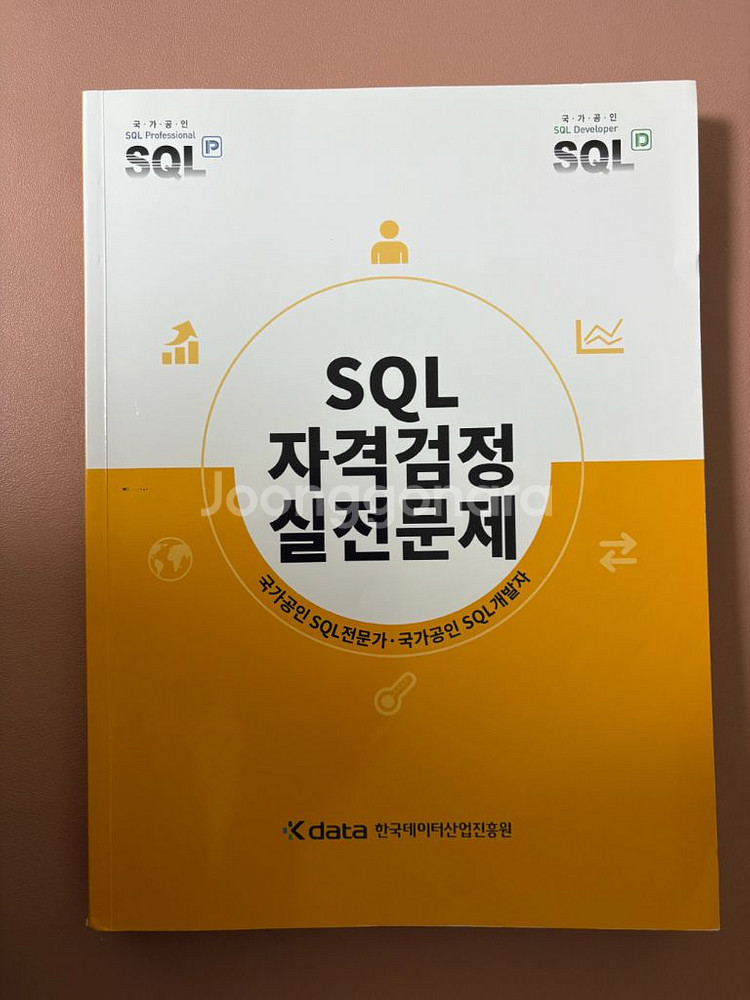 국·가·공·인
SQL Professional
SQL P
국·가·공·인
SQL Developer
SQL D
SQL
자격검정
실전문제
Joonggonara
국가공인 SQL전문가·국가공인 SQL개발자
Kdata 한국데이터산업진흥원